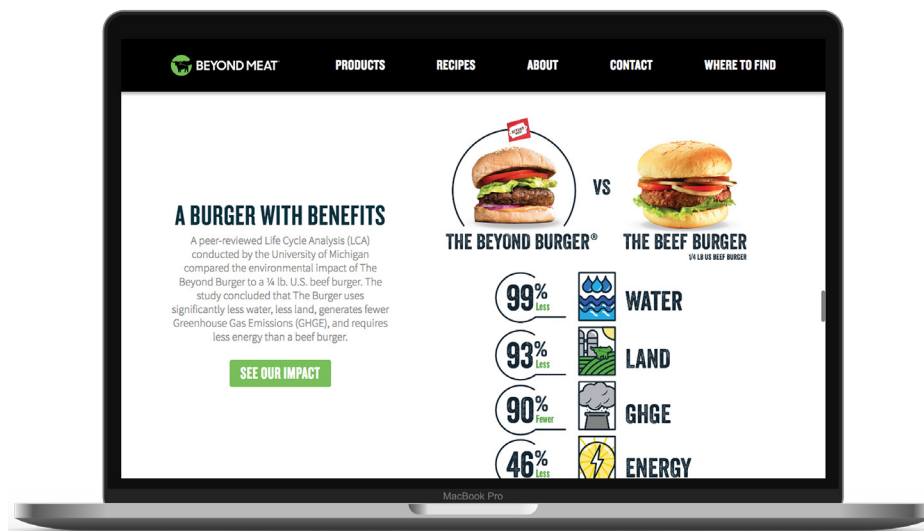 BEYOND MEAT
PRODUCTS
RECIPES
ABOUT
CONTACT
WHERE TO FIND
A BURGER WITH BENEFITS
A peer-reviewed Life Cycle Analysis (LCA)
conducted by the University of Michigan
compared the environmental impact of The
Beyond Burger to a ¼ lb. U.S. beef burger. The
study concluded that The Burger uses
significantly less water, less land, generates fewer
Greenhouse Gas Emissions (GHGE), and requires
less energy than a beef burger.
SEE OUR IMPACT
VS
THE BEYOND BURGER®
THE BEEF BURGER
1/4 LB US BEEF BURGER
99% Less WATER
93% Less LAND
90% Fewer GHGE
46% Less ENERGY
MacBook Pro